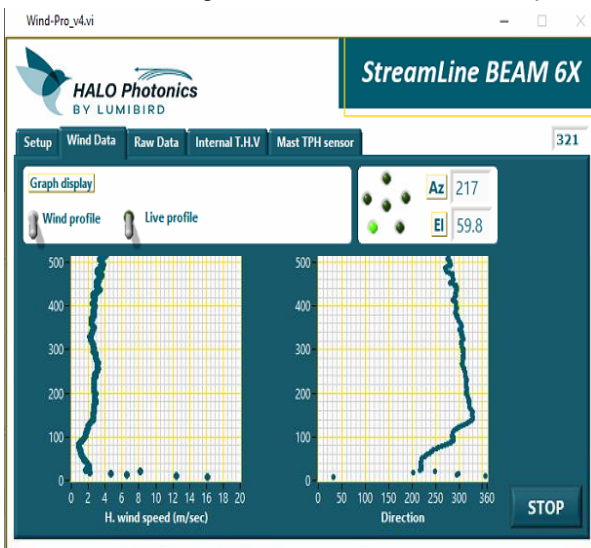 Wind-Pro_v4.vi
HALO Photonics
BY LUMIBIRD
StreamLine BEAM 6X
Setup Wind Data Raw Data Internal T.H.V Mast TPH sensor 321
Graph display
Wind profile Live profile
Az 217
El 59.8
500
400
300
200
100
0
0 2 4 6 8 10 12 14 16 18 20
H. wind speed (m/sec)
500
400
300
200
100
0
0 50 100 150 200 250 300 360
Direction
STOP